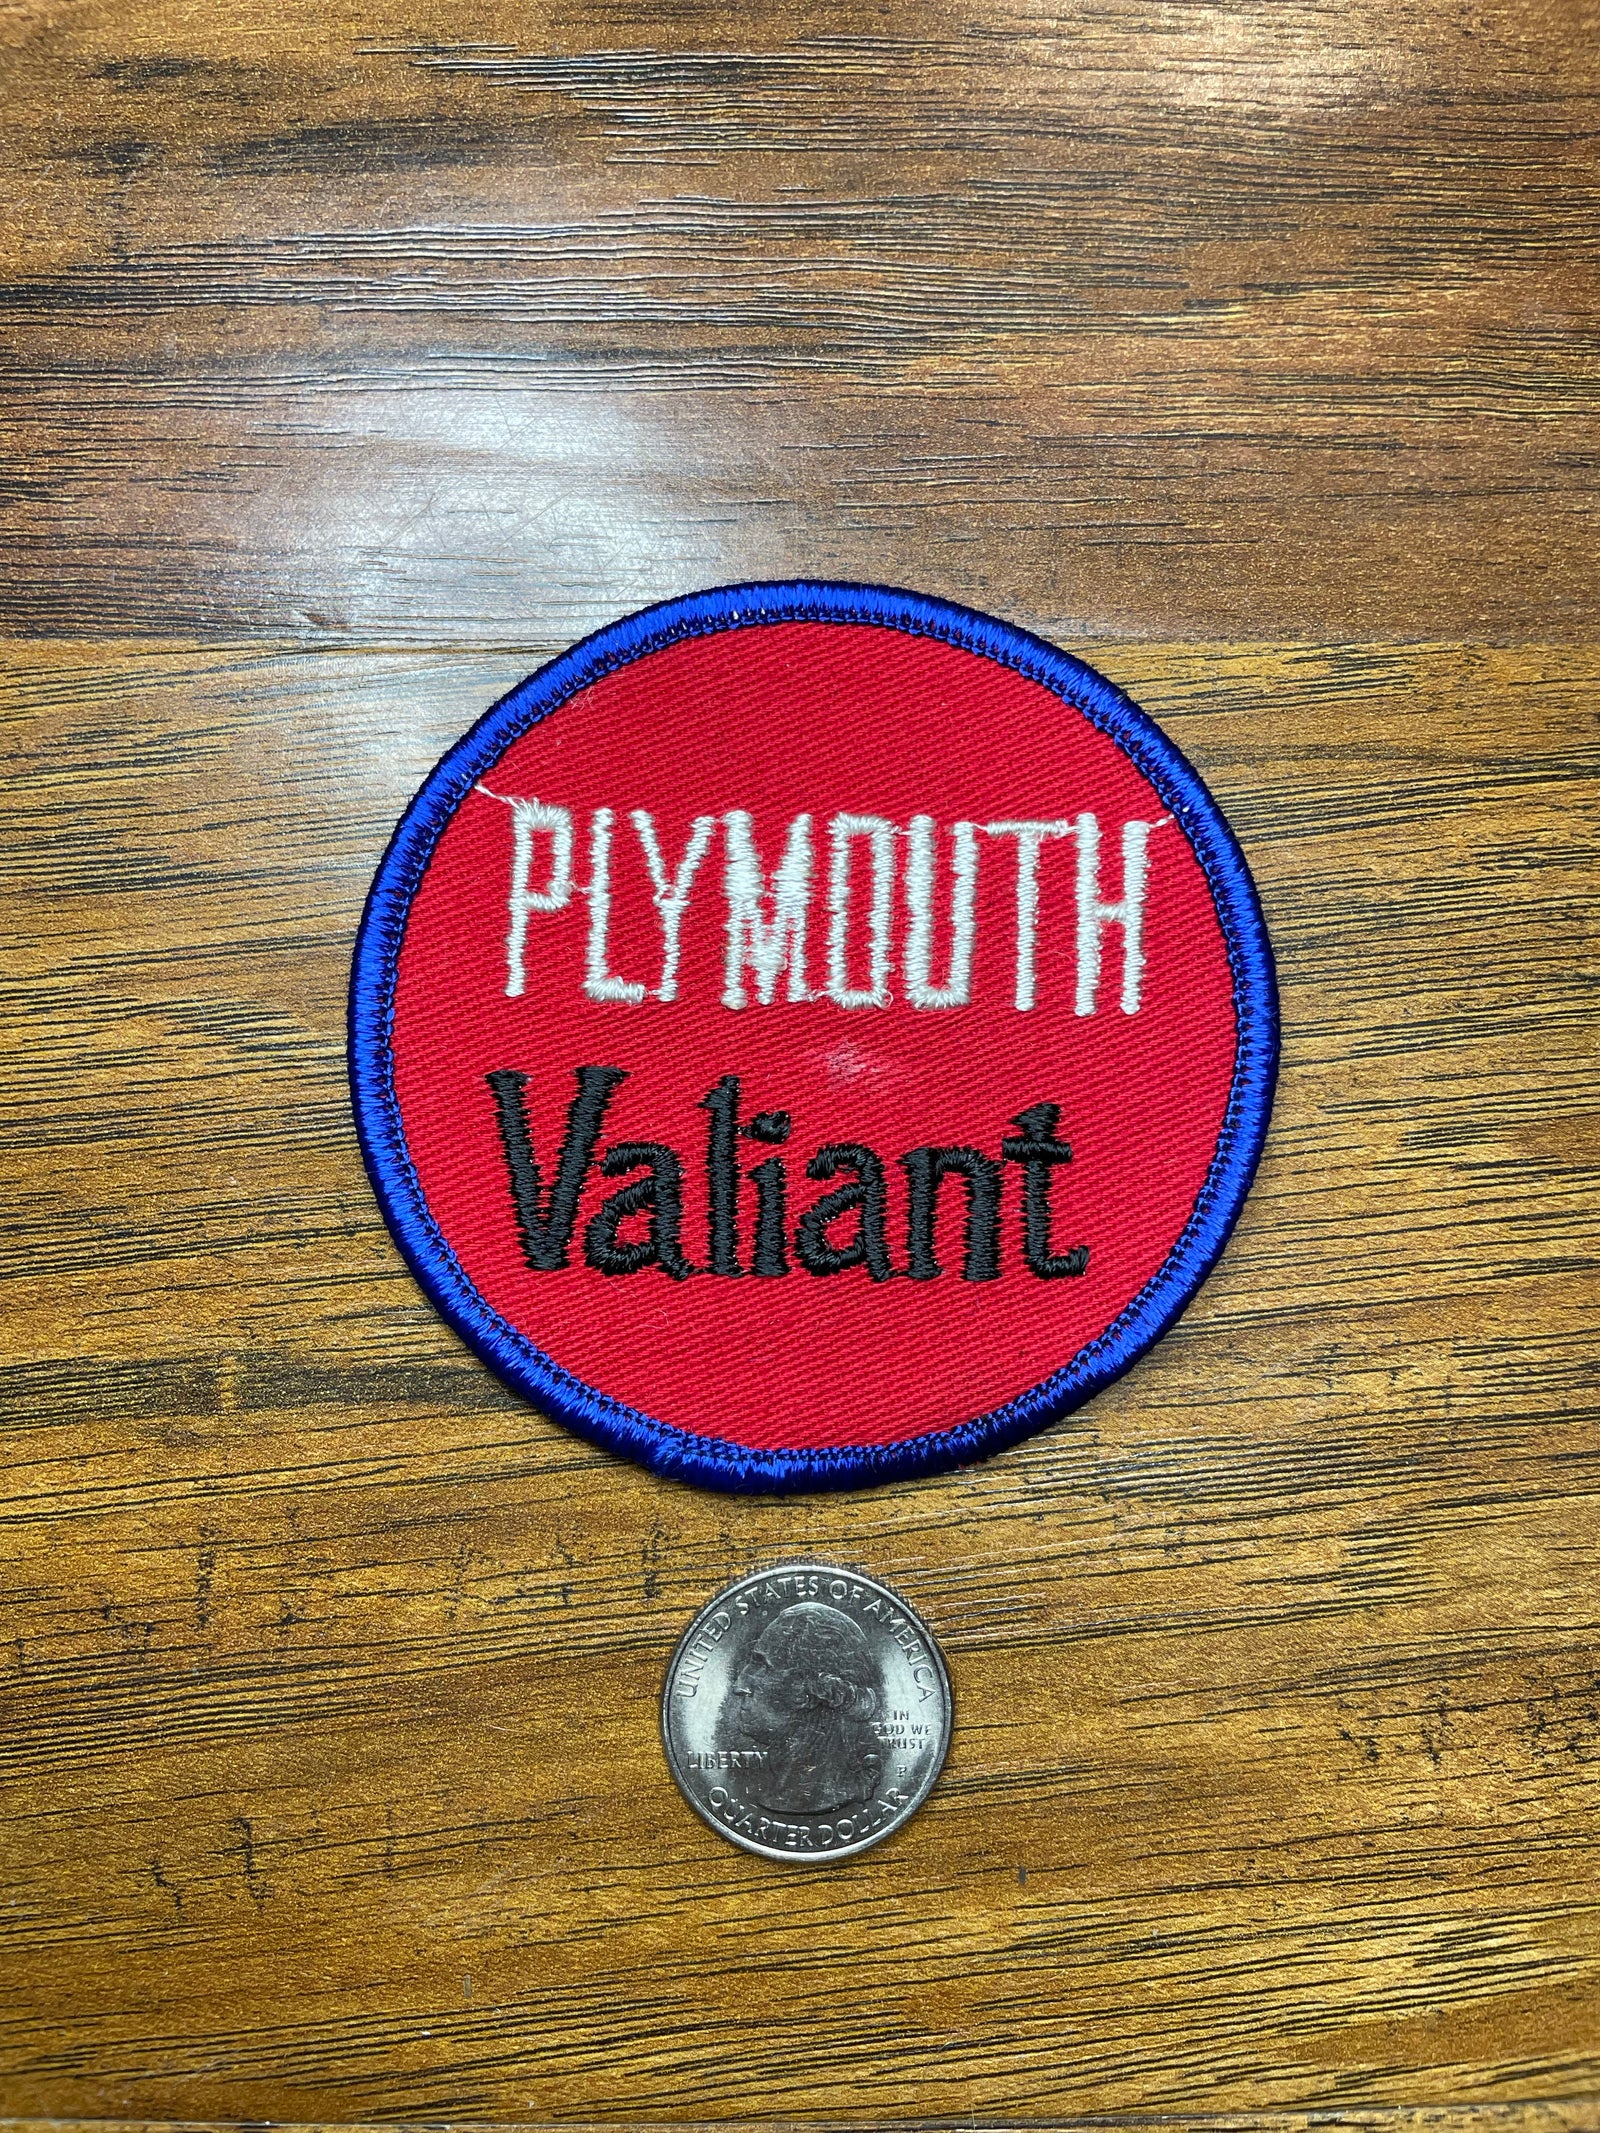 PLYMOUTH
Valiant
UNITED STATES OF AMERICA
IN
GOD WE
TRUST
LIBERTY
P
QUARTER DOLLAR